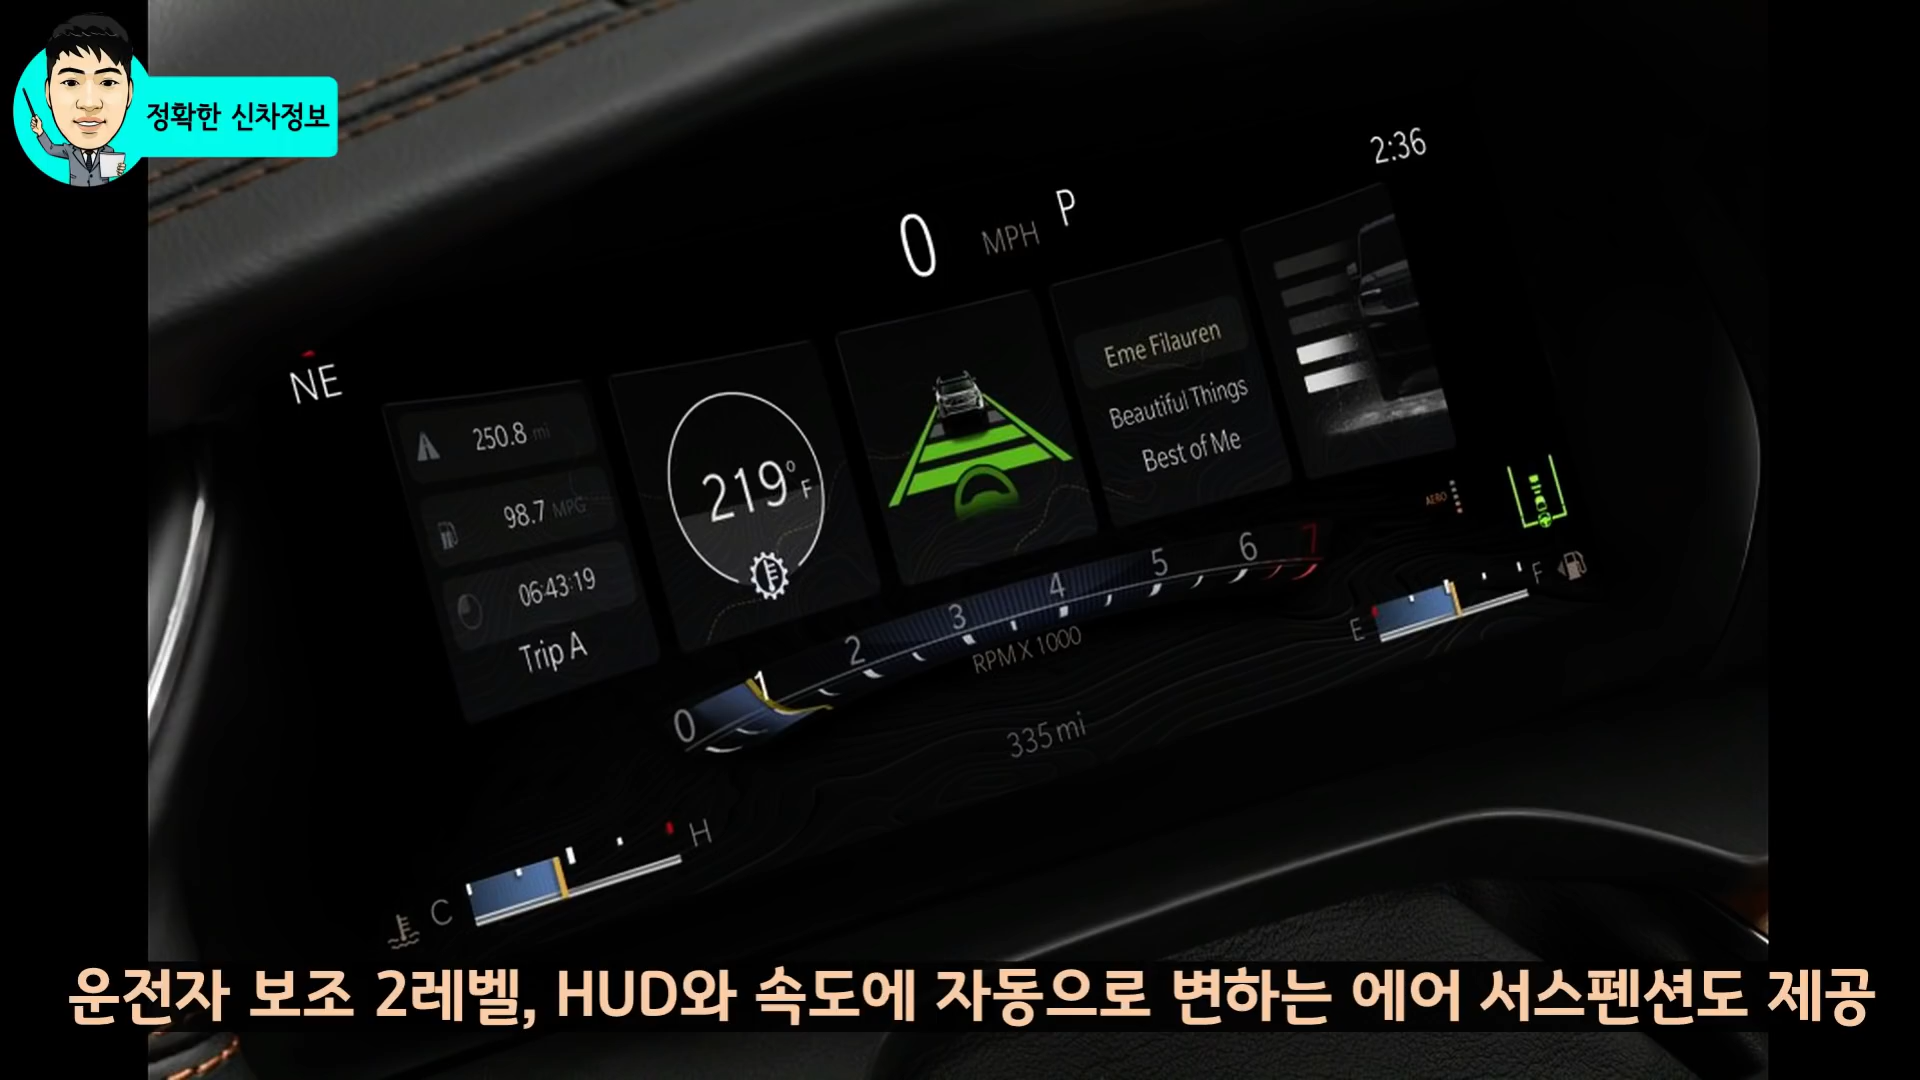 정확한 신차정보
2:36
0 MPH P
NE
250.8 mi
98.7 MPG
06:43:19
Trip A
219°F
Eme Filauren
Beautiful Things
Best of Me
AERO
0 1 2 3 4 5 6 7
RPM X 1000
E F
335 mi
C H
운전자 보조 2레벨, HUD와 속도에 자동으로 변하는 에어 서스펜션도 제공